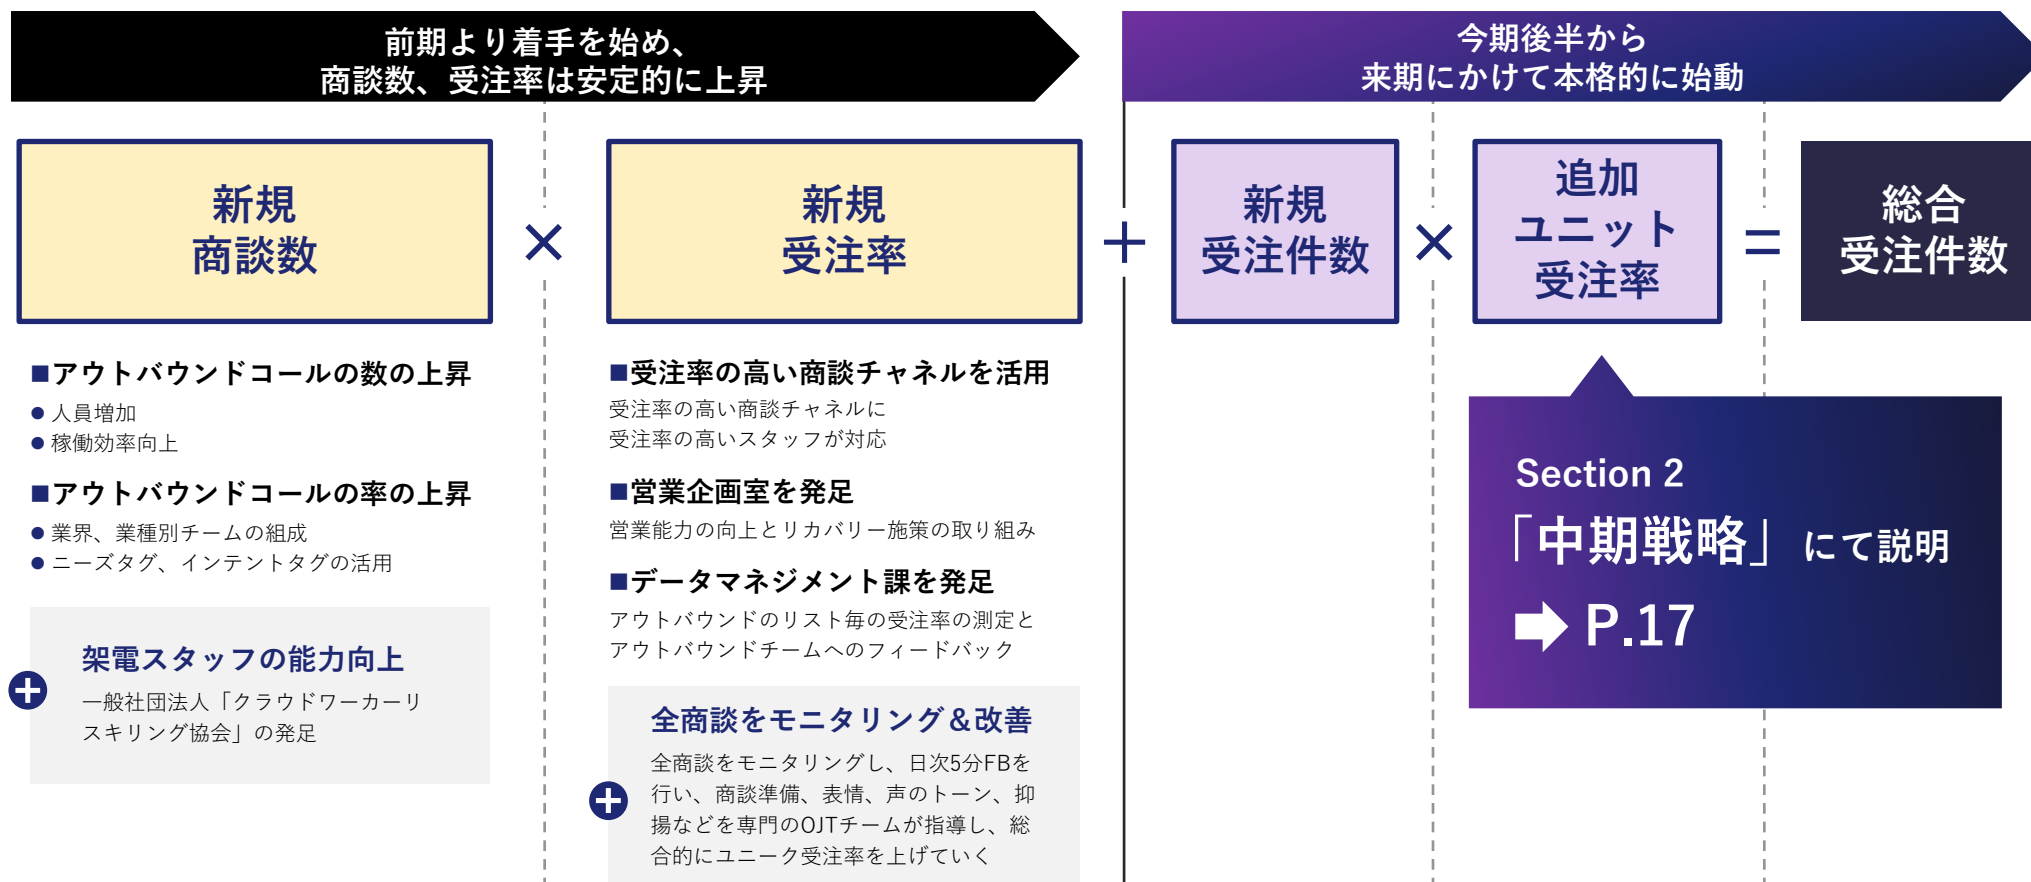 前期より着手を始め、
商談数、受注率は安定的に上昇
今期後半から
来期にかけて本格的に始動
新規
商談数
×
新規
受注率
+
新規
受注件数
×
追加
ユニット
受注率
=
総合
受注件数
■アウトバウンドコールの数の上昇
● 人員増加
● 稼働効率向上
■アウトバウンドコールの率の上昇
● 業界、業種別チームの組成
● ニーズタグ、インテントタグの活用
架電スタッフの能力向上
一般社団法人「クラウドワーカーリ
スキリング協会」の発足
■受注率の高い商談チャネルを活用
受注率の高い商談チャネルに
受注率の高いスタッフが対応
■営業企画室を発足
営業能力の向上とリカバリー施策の取り組み
■データマネジメント課を発足
アウトバウンドのリスト毎の受注率の測定と
アウトバウンドチームへのフィードバック
全商談をモニタリング＆改善
全商談をモニタリングし、日次5分FBを
行い、商談準備、表情、声のトーン、抑
揚などを専門のOJTチームが指導し、総
合的にユニーク受注率を上げていく
Section 2
「中期戦略」にて説明
➡ P.17